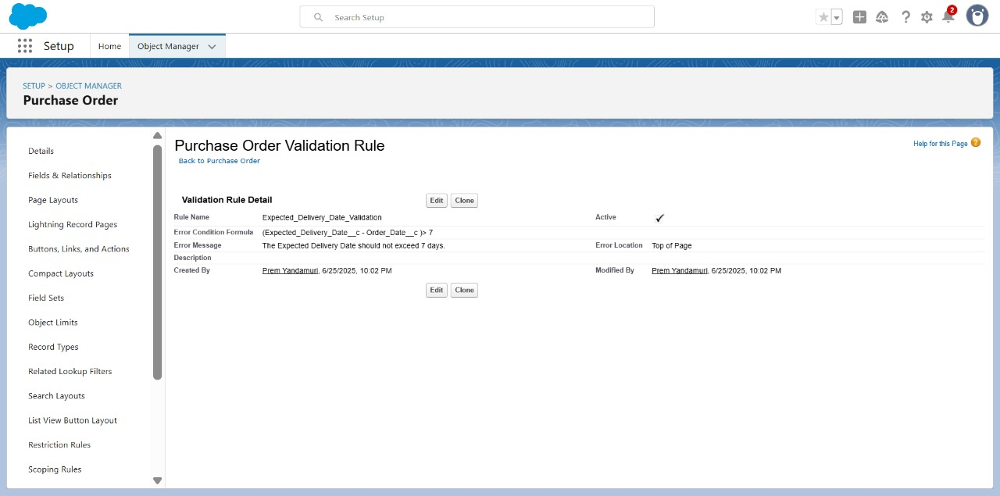 Search Setup
2
Setup
Home
Object Manager
SETUP > OBJECT MANAGER
Purchase Order
Details
Fields & Relationships
Page Layouts
Lightning Record Pages
Buttons, Links, and Actions
Compact Layouts
Field Sets
Object Limits
Record Types
Related Lookup Filters
Search Layouts
List View Button Layout
Restriction Rules
Scoping Rules
Purchase Order Validation Rule
Help for this Page ?
Back to Purchase Order
Validation Rule Detail
Edit Clone
Rule Name Expected_Delivery_Date_Validation Active
Error Condition Formula (Expected_Delivery_Date__c - Order_Date__c )> 7
Error Message The Expected Delivery Date should not exceed 7 days. Error Location Top of Page
Description
Created By Prem Yandamuri, 6/25/2025, 10:02 PM Modified By Prem Yandamuri, 6/25/2025, 10:02 PM
Edit Clone